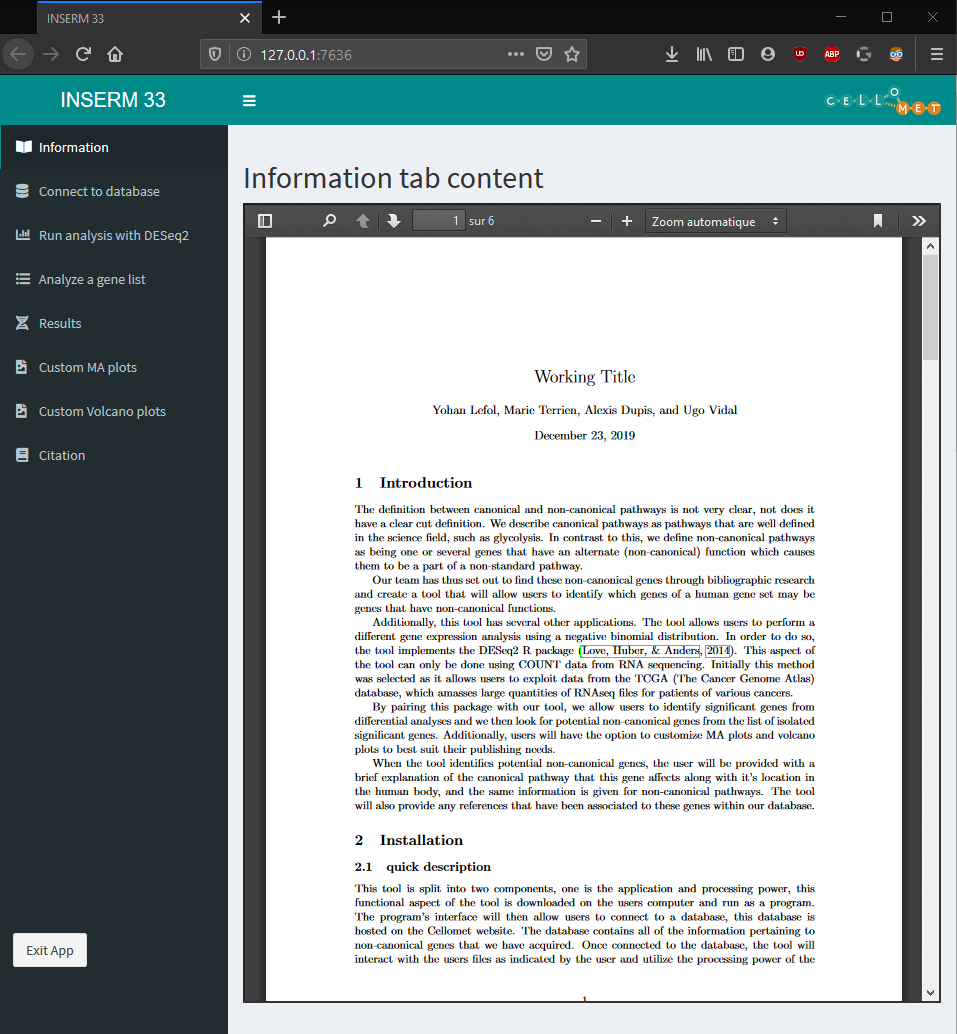 INSERM 33
127.0.0.1:7636
UD
ABP
INSERM 33
CELLOMET
Information
Connect to database
Run analysis with DESeq2
Analyze a gene list
Results
Custom MA plots
Custom Volcano plots
Citation
Exit App
Information tab content
1 sur 6
Zoom automatique
Working Title
Yohan Lefol, Marie Terrien, Alexis Dupis, and Ugo Vidal
December 23, 2019
1 Introduction
The definition between canonical and non-canonical pathways is not very clear, not does it
have a clear cut definition. We describe canonical pathways as pathways that are well defined
in the science field, such as glycolysis. In contrast to this, we define non-canonical pathways
as being one or several genes that have an alternate (non-canonical) function which causes
them to be a part of a non-standard pathway.
Our team has thus set out to find these non-canonical genes through bibliographic research
and create a tool that will allow users to identify which genes of a human gene set may be
genes that have non-canonical functions.
Additionally, this tool has several other applications. The tool allows users to perform a
different gene expression analysis using a negative binomial distribution. In order to do so,
the tool implements the DESeq2 R package (Love, Huber, & Anders, 2014). This aspect of
the tool can only be done using COUNT data from RNA sequencing. Initially this method
was selected as it allows users to exploit data from the TCGA (The Cancer Genome Atlas)
database, which amasses large quantities of RNAseq files for patients of various cancers.
By pairing this package with our tool, we allow users to identify significant genes from
differential analyses and we then look for potential non-canonical genes from the list of isolated
significant genes. Additionally, users will have the option to customize MA plots and volcano
plots to best suit their publishing needs.
When the tool identifies potential non-canonical genes, the user will be provided with a
brief explanation of the canonical pathway that this gene affects along with it's location in
the human body, and the same information is given for non-canonical pathways. The tool
will also provide any references that have been associated to these genes within our database.
2 Installation
2.1 quick description
This tool is split into two components, one is the application and processing power, this
functional aspect of the tool is downloaded on the users computer and run as a program.
The program's interface will then allow users to connect to a database, this database is
hosted on the Cellomet website. The database contains all of the information pertaining to
non-canonical genes that we have acquired. Once connected to the database, the tool will
interact with the users files as indicated by the user and utilize the processing power of the
1